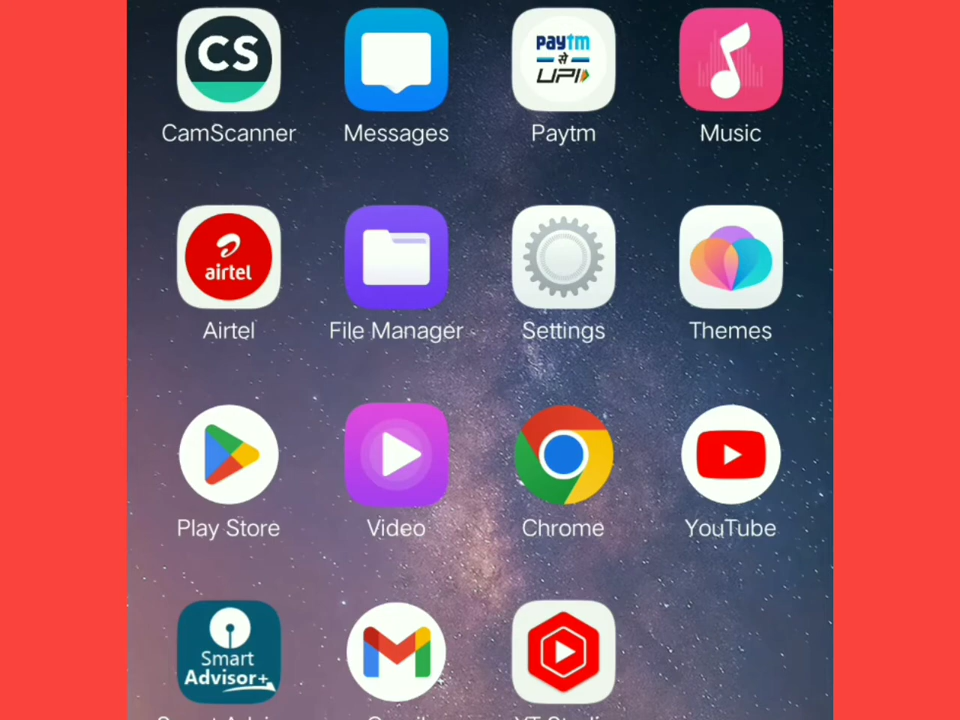 CS
Paytm
से
UPI
CamScanner
Messages
Paytm
Music
airtel
Airtel
File Manager
Settings
Themes
Play Store
Video
Chrome
YouTube
Smart
Advisor+